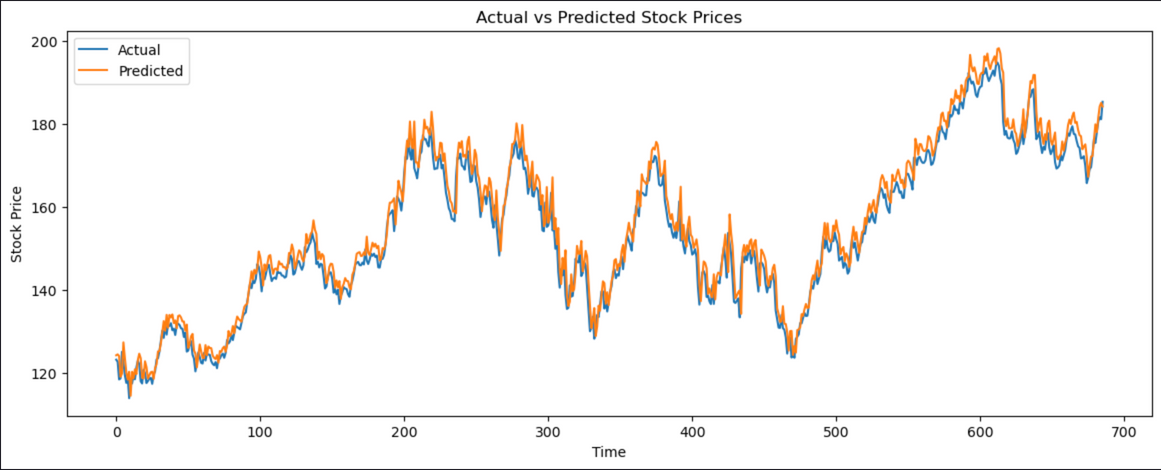 Actual vs Predicted Stock Prices
Actual
Predicted
200
180
160
140
120
Stock Price
0 100 200 300 400 500 600 700
Time